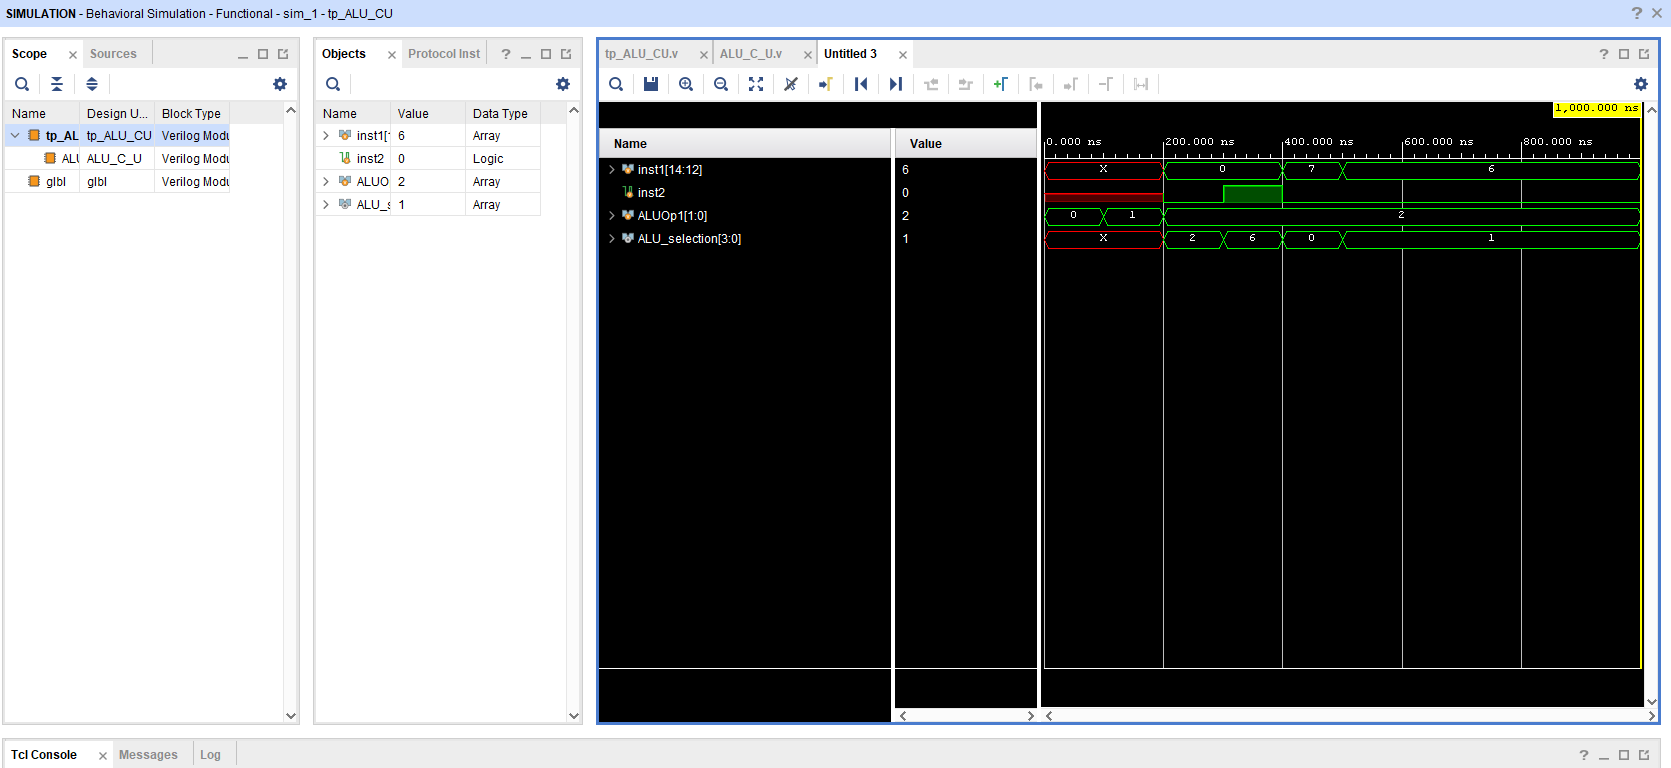 SIMULATION - Behavioral Simulation - Functional - sim_1 - tp_ALU_CU
Scope Sources
Name Design U... Block Type
tp_AL tp_ALU_CU Verilog Modu
ALU ALU_C_U Verilog Modu
glbl glbl Verilog Modu
Objects Protocol Inst
Name Value Data Type
inst1[1 6 Array
inst2 0 Logic
ALUO 2 Array
ALU_s 1 Array
tp_ALU_CU.v ALU_C_U.v Untitled 3
1,000.000 ns
Name Value
0.000 ns 200.000 ns 400.000 ns 600.000 ns 800.000 ns
inst1[14:12] 6 X 0 7 6
inst2 0
ALUOp1[1:0] 2 0 1 2
ALU_selection[3:0] 1 X 2 6 0 1
Tcl Console Messages Log